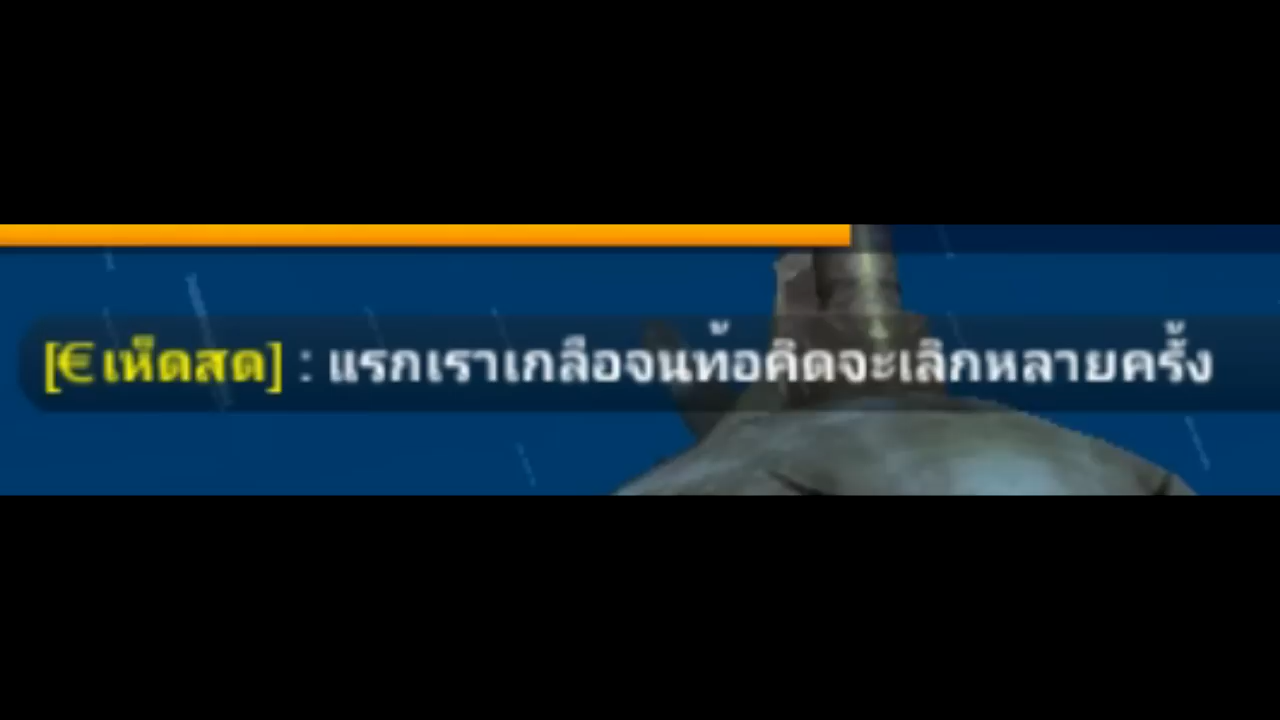 [€เห็ดสด] : แรกเราเกลือจนท้อคิดจะเลิกหลายครั้ง